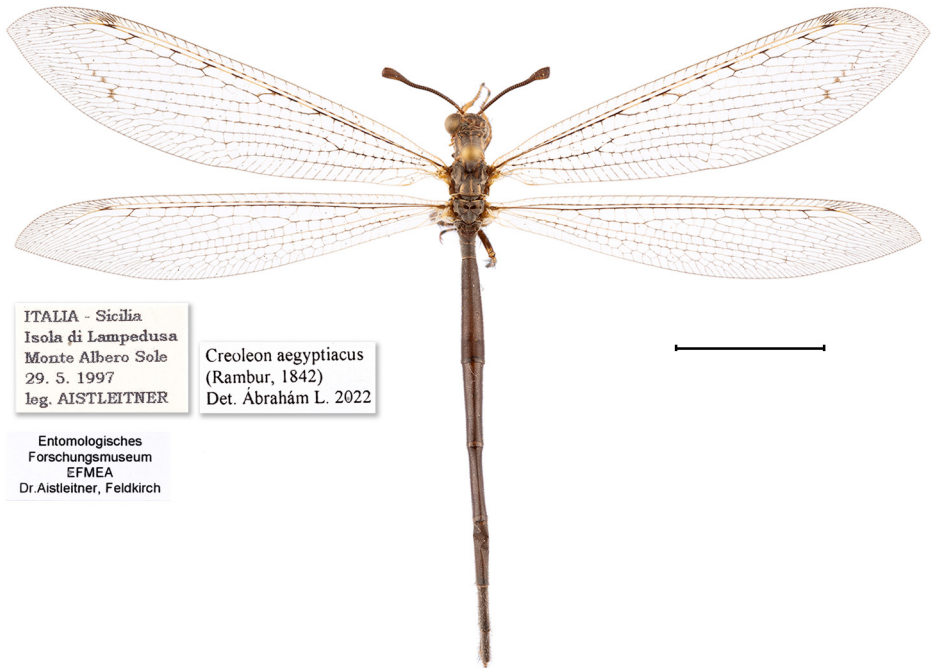 ITALIA - Sicilia
Isola di Lampedusa
Monte Albero Sole
29. 5. 1997
leg. AISTLEITNER
Creoleon aegyptiacus
(Rambur, 1842)
Det. Ábrahám L. 2022
Entomologisches
Forschungsmuseum
EFMEA
Dr.Aistleitner, Feldkirch